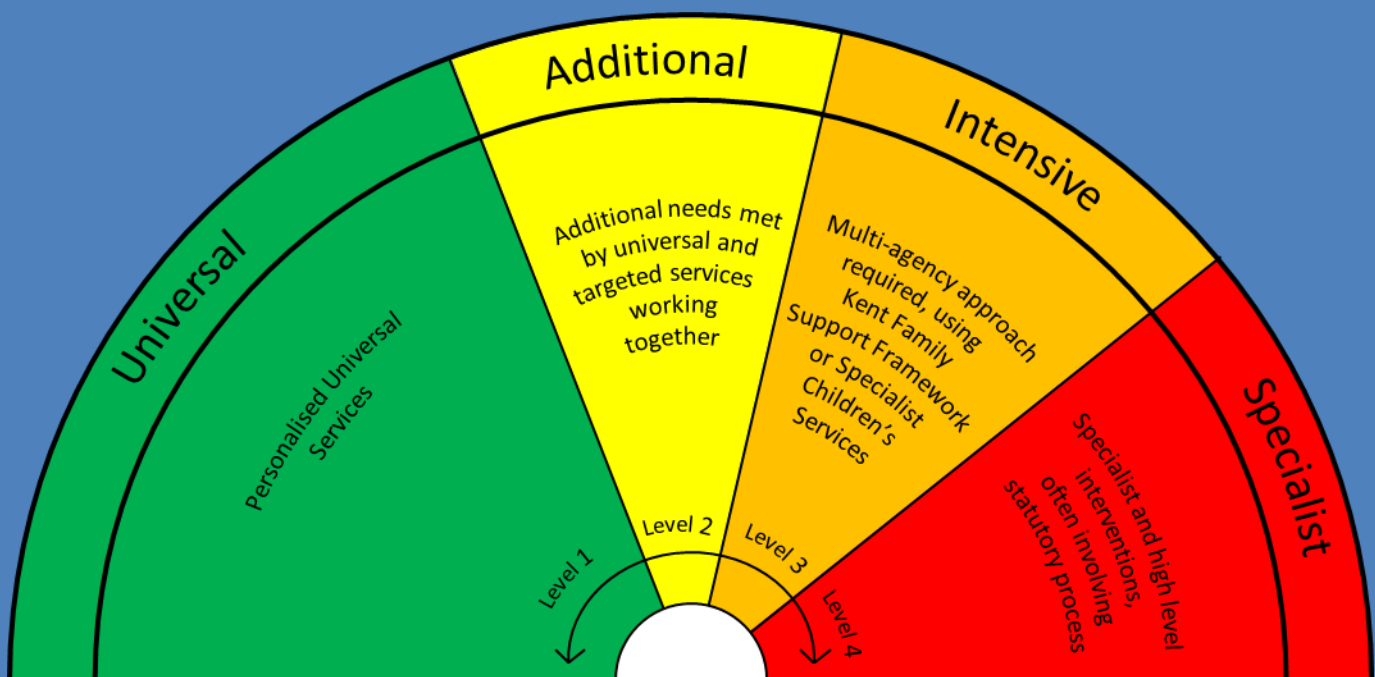 Universal
Personalised Universal
Services
Level 1
Additional
Additional needs met
by universal and
targeted services
working
together
Level 2
Intensive
Multi-agency approach
required, using
Kent Family
Support Framework
or Specialist
Children's
Services
Level 3
Specialist
Specialist and high level
interventions,
often involving
statutory process
Level 4